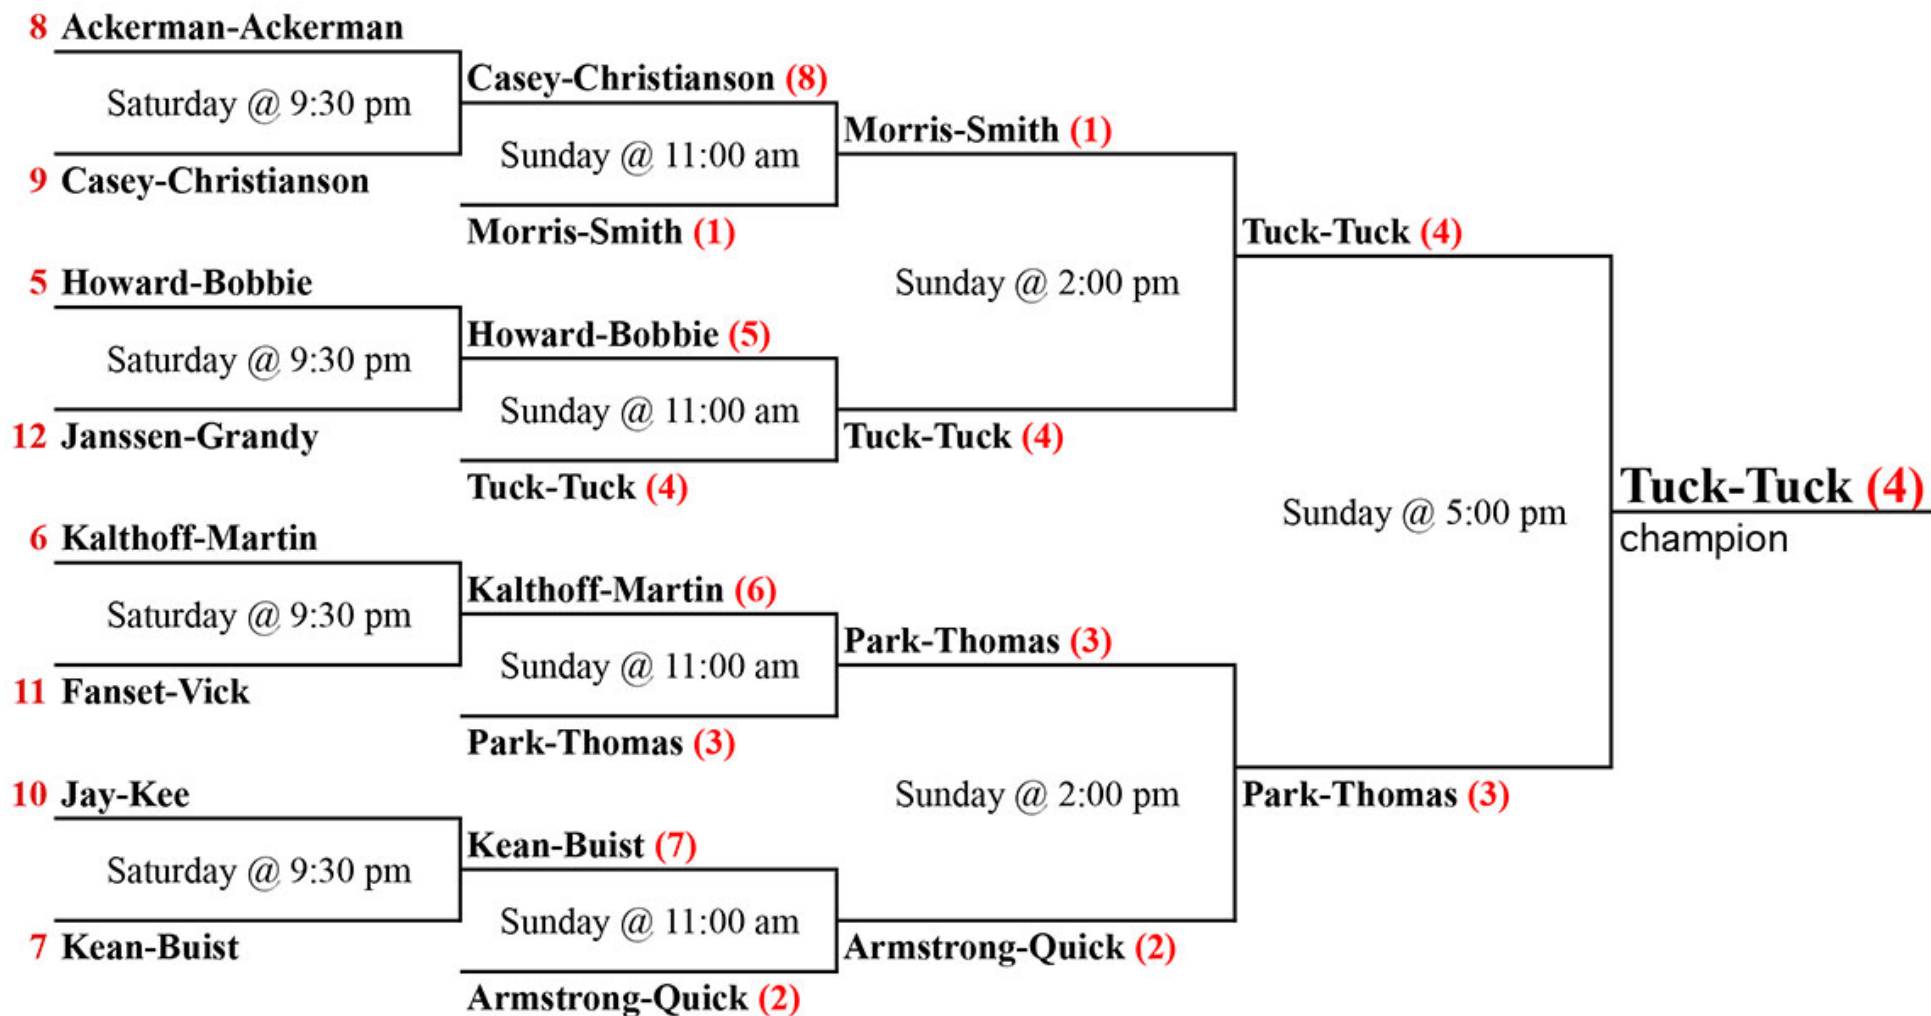 8 Ackerman-Ackerman
Saturday @ 9:30 pm
9 Casey-Christianson
5 Howard-Bobbie
Saturday @ 9:30 pm
12 Janssen-Grandy
6 Kalthoff-Martin
Saturday @ 9:30 pm
11 Fanset-Vick
10 Jay-Kee
Saturday @ 9:30 pm
7 Kean-Buist
Casey-Christianson (8)
Sunday @ 11:00 am
Morris-Smith (1)
Howard-Bobbie (5)
Sunday @ 11:00 am
Tuck-Tuck (4)
Kalthoff-Martin (6)
Sunday @ 11:00 am
Park-Thomas (3)
Kean-Buist (7)
Sunday @ 11:00 am
Armstrong-Quick (2)
Morris-Smith (1)
Sunday @ 2:00 pm
Tuck-Tuck (4)
Park-Thomas (3)
Sunday @ 2:00 pm
Armstrong-Quick (2)
Tuck-Tuck (4)
Sunday @ 5:00 pm
Park-Thomas (3)
Tuck-Tuck (4)
champion